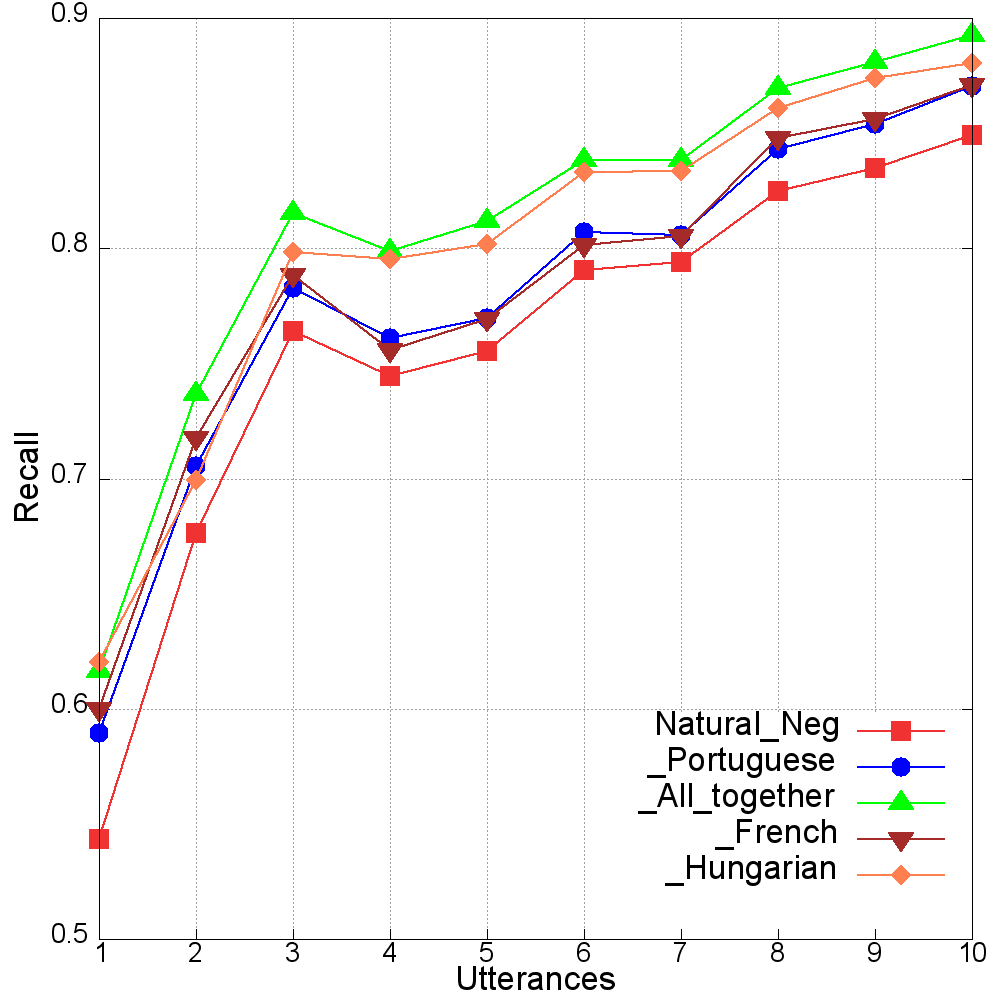 0.9
0.8
0.7
0.6
0.5
Recall
1 2 3 4 5 6 7 8 9 10
Utterances
Natural_Neg
_Portuguese
_All_together
_French
_Hungarian